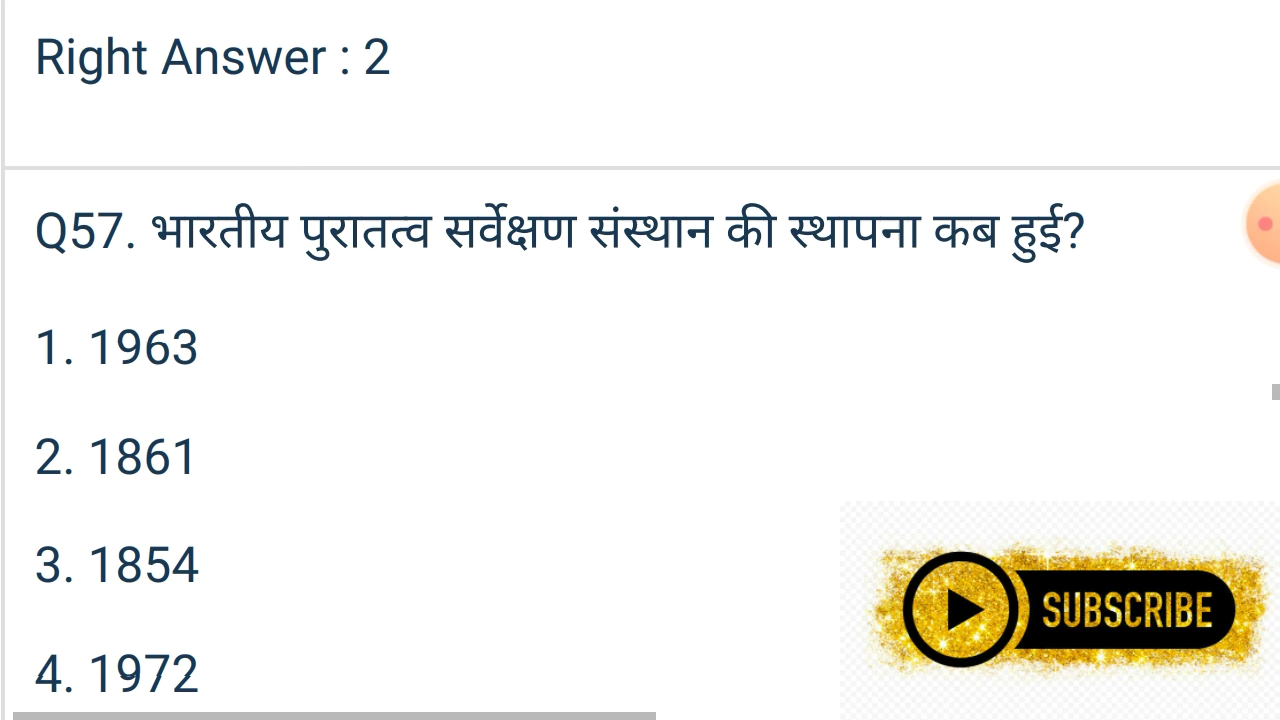 Right Answer : 2
Q57. भारतीय पुरातत्व सर्वेक्षण संस्थान की स्थापना कब हुई?
1. 1963
2. 1861
3. 1854
4. 1972
SUBSCRIBE